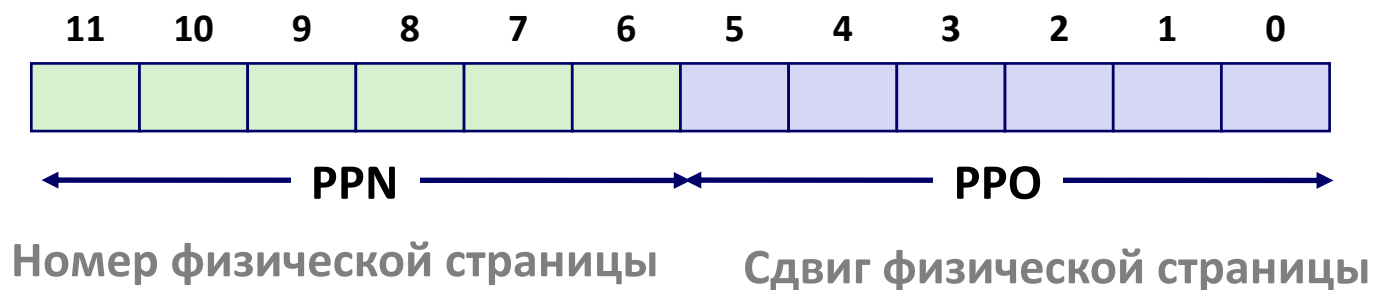 11 10 9 8 7 6 5 4 3 2 1 0
PPN PPO
Номер физической страницы Сдвиг физической страницы